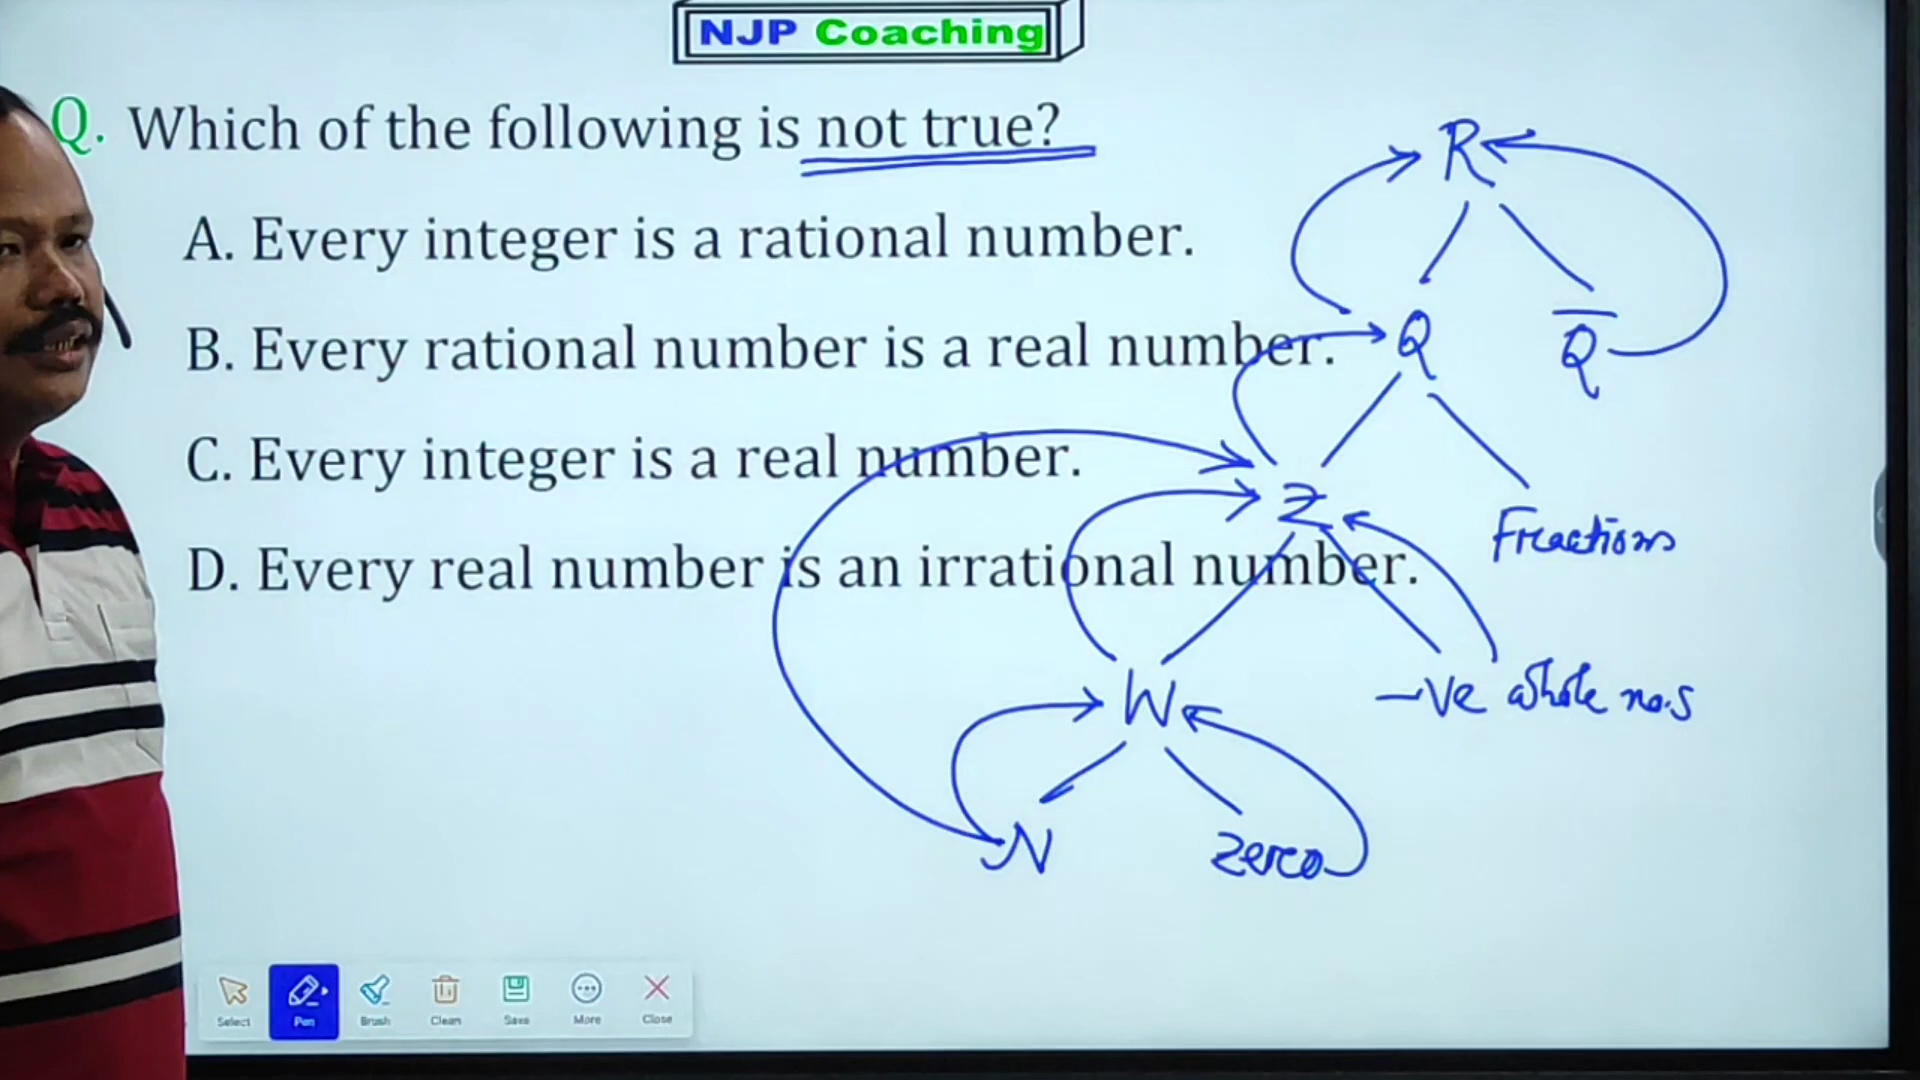 NJP Coaching
Q. Which of the following is not true?
A. Every integer is a rational number.
B. Every rational number is a real number.
C. Every integer is a real number.
D. Every real number is an irrational number.
R
Q Q̅
Z Fractions
W -ve whole no.s
N Zero
Select Pen Brush Clean Save More Close